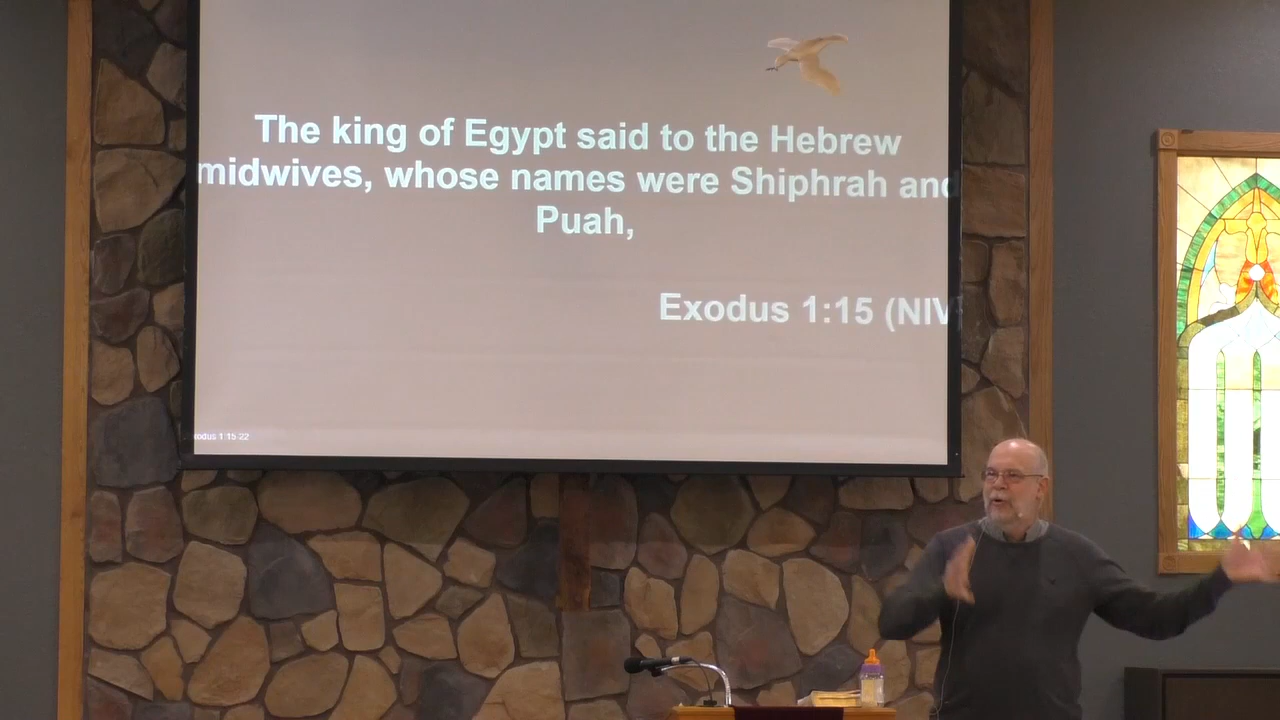 The king of Egypt said to the Hebrew
midwives, whose names were Shiphrah and
Puah,
Exodus 1:15 (NIV
xodus 1:15-22